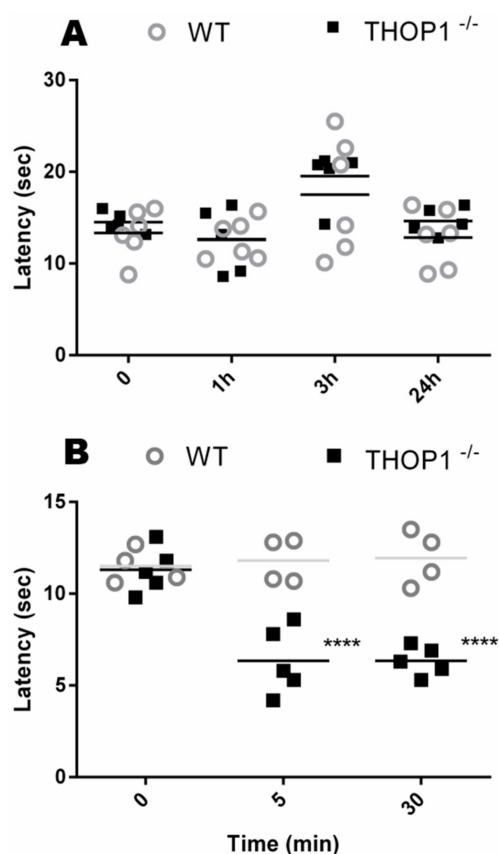 A WT THOP1 -/-
30
20
10
0
Latency (sec)
0 1h 3h 24h
B WT THOP1 -/-
15
10
5
0
Latency (sec)
**** ****
0 5 30
Time (min)